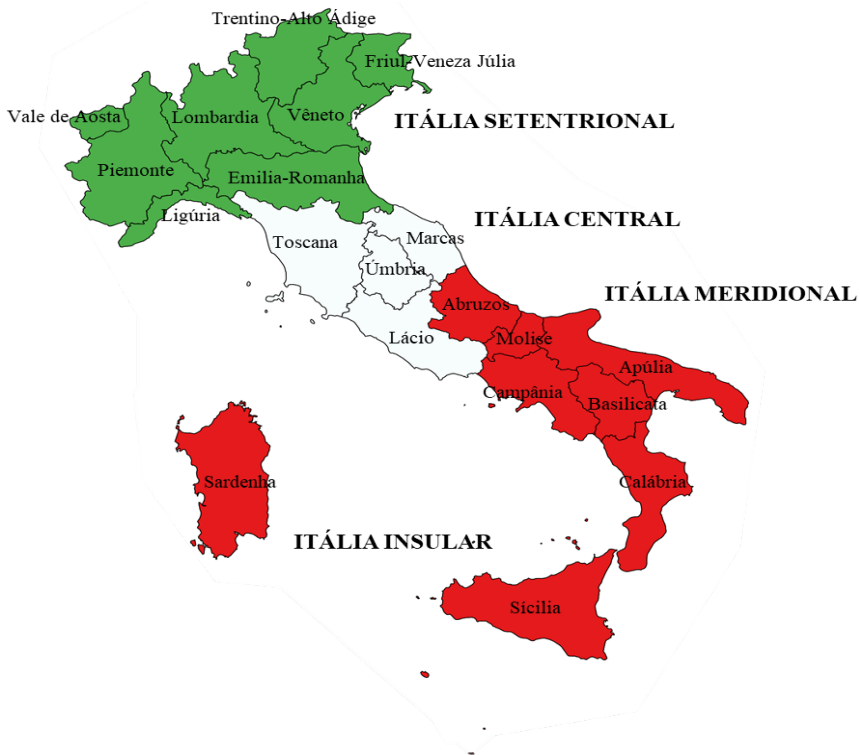 Trentino-Alto Ádige
Friul-Veneza Júlia
Vale de Aosta
Lombardia
Vêneto
ITÁLIA SETENTRIONAL
Piemonte
Emilia-Romanha
Ligúria
ITÁLIA CENTRAL
Toscana
Marcas
Úmbria
ITÁLIA MERIDIONAL
Abruzos
Lácio
Molise
Apúlia
Campânia
Basilicata
Sardenha
Calábria
ITÁLIA INSULAR
Sícilia